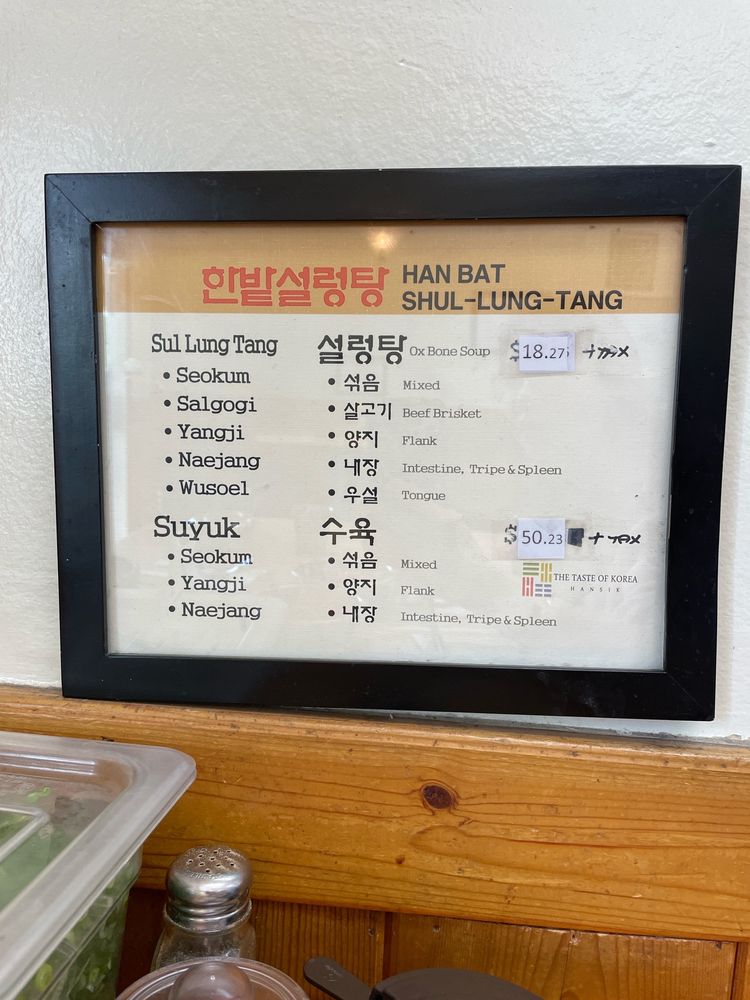 한밭설렁탕 HAN BAT
SHUL-LUNG-TANG
Sul Lung Tang 설렁탕 Ox Bone Soup $18.27 + tax
• Seokum • 섞음 Mixed
• Salgogi • 살고기 Beef Brisket
• Yangji • 양지 Flank
• Naejang • 내장 Intestine, Tripe & Spleen
• Wusoel • 우설 Tongue
Suyuk 수육 $50.23 + TAX
• Seokum • 섞음 Mixed
• Yangji • 양지 Flank
• Naejang • 내장 Intestine, Tripe & Spleen
THE TASTE OF KOREA
HANSIK